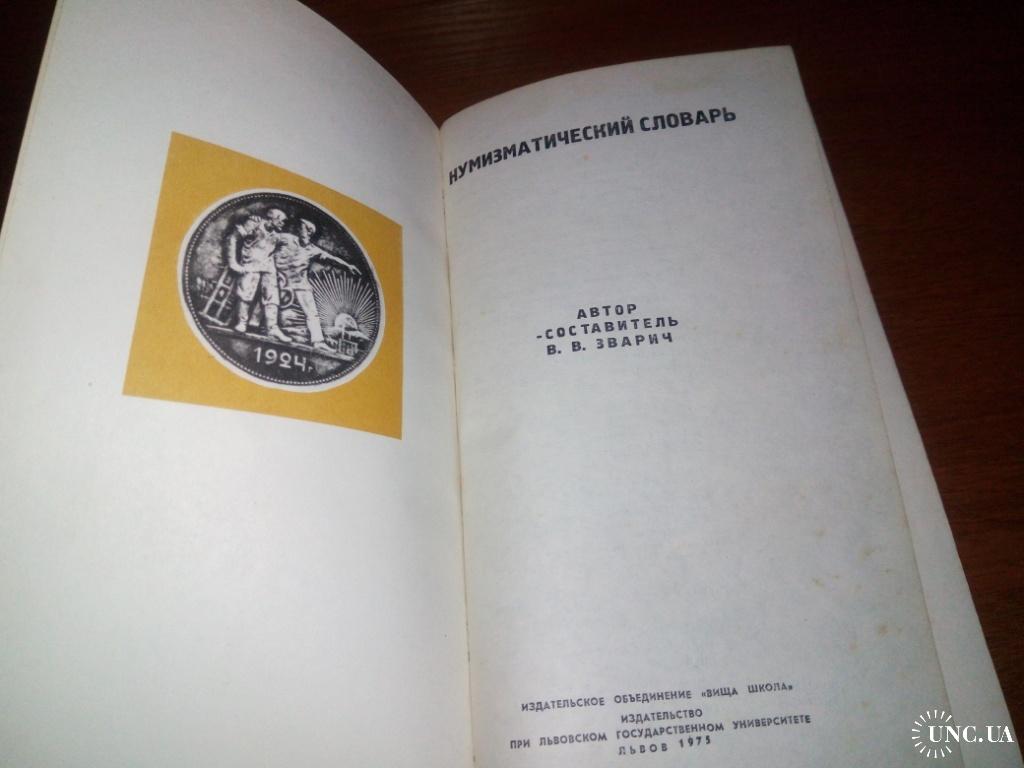 1924г.
НУМИЗМАТИЧЕСКИЙ СЛОВАРЬ
АВТОР
-СОСТАВИТЕЛЬ
В. В. ЗВАРИЧ
ИЗДАТЕЛЬСКОЕ ОБЪЕДИНЕНИЕ «ВИЩА ШКОЛА»
ИЗДАТЕЛЬСТВО
ПРИ ЛЬВОВСКОМ ГОСУДАРСТВЕННОМ УНИВЕРСИТЕТЕ
ЛЬВОВ 1975
UNC.UA